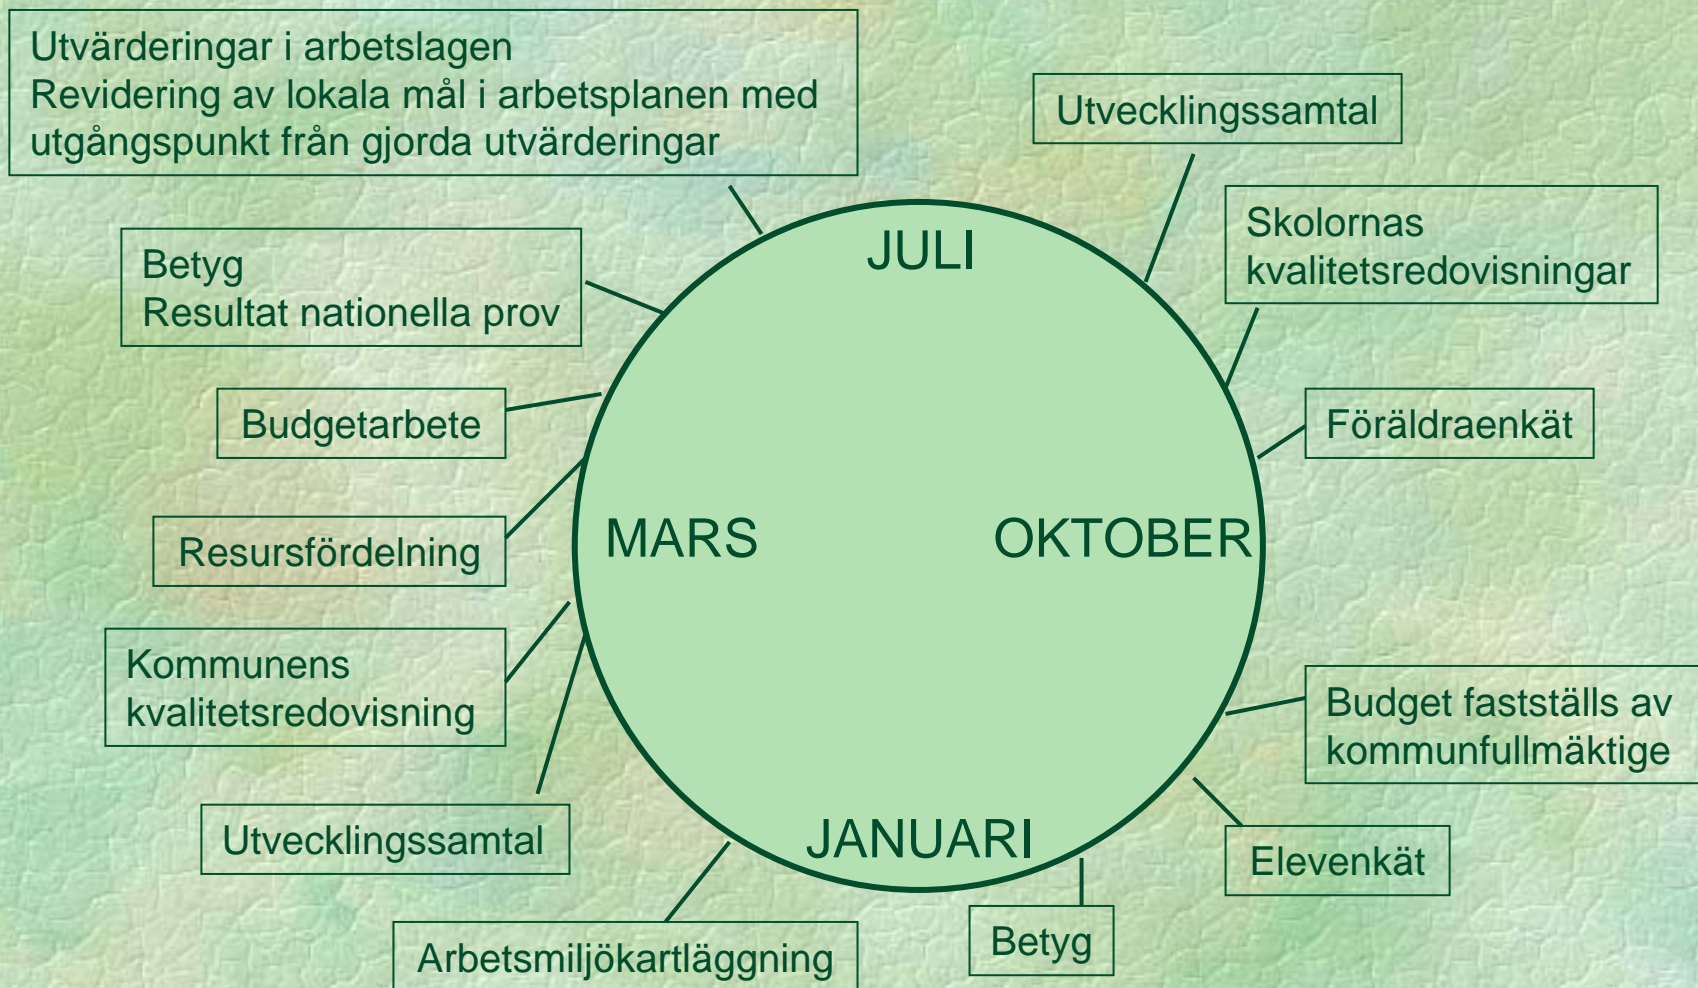 Utvärderingar i arbetslagen
Revidering av lokala mål i arbetsplanen med
utgångspunkt från gjorda utvärderingar
Utvecklingssamtal
Skolornas
kvalitetsredovisningar
JULI
Betyg
Resultat nationella prov
Budgetarbete
Föräldraenkät
MARS
OKTOBER
Resursfördelning
Kommunens
kvalitetsredovisning
Budget fastställs av
kommunfullmäktige
Utvecklingssamtal
JANUARI
Elevenkät
Arbetsmiljökartläggning
Betyg